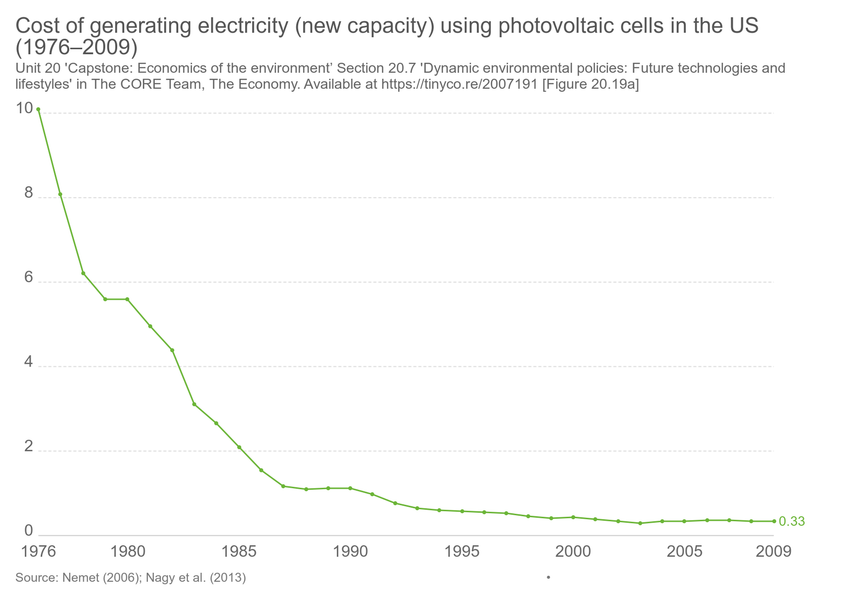 Cost of generating electricity (new capacity) using photovoltaic cells in the US
(1976–2009)
Unit 20 'Capstone: Economics of the environment’ Section 20.7 'Dynamic environmental policies: Future technologies and
lifestyles' in The CORE Team, The Economy. Available at https://tinyco.re/2007191 [Figure 20.19a]
10
8
6
4
2
0
0.33
1976 1980 1985 1990 1995 2000 2005 2009
Source: Nemet (2006); Nagy et al. (2013)